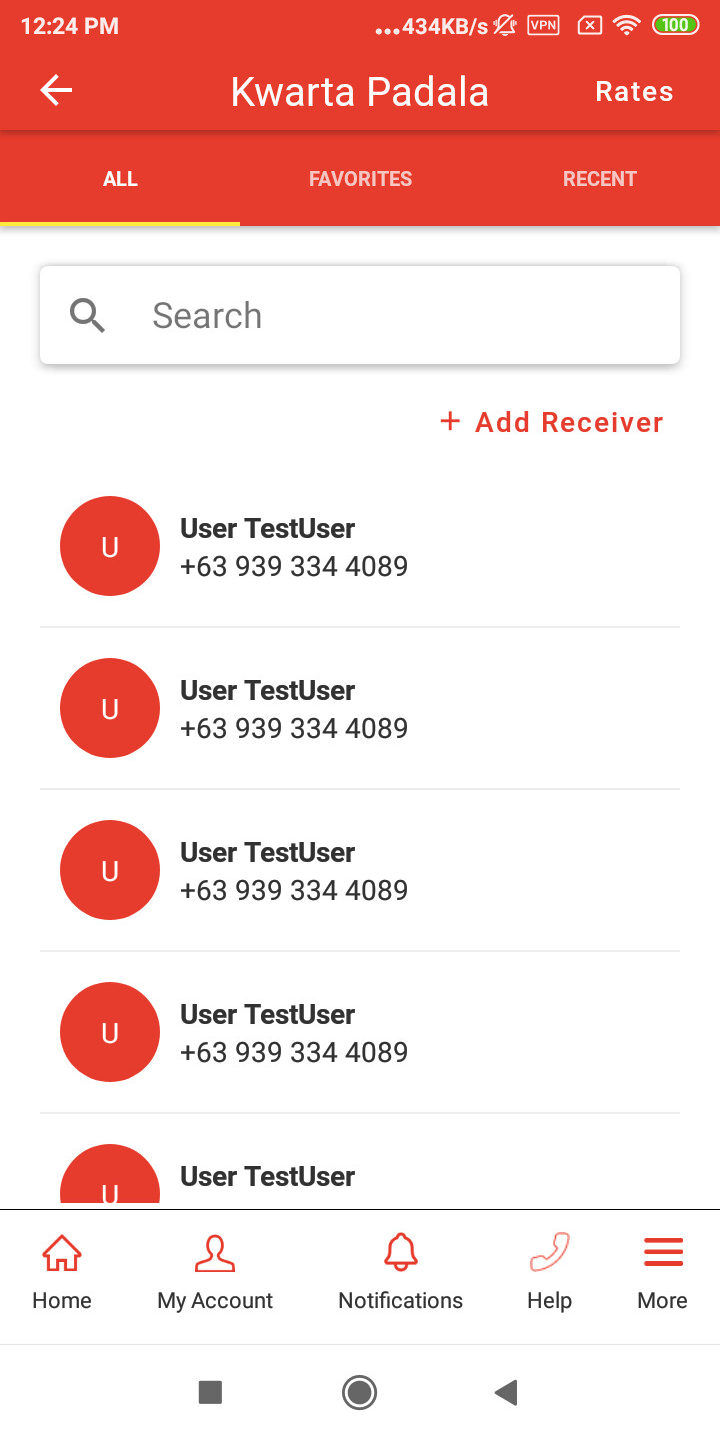 12:24 PM
...434KB/s VPN 100
Kwarta Padala
Rates
ALL FAVORITES RECENT
Search
+ Add Receiver
U
User TestUser
+63 939 334 4089
U
User TestUser
+63 939 334 4089
U
User TestUser
+63 939 334 4089
U
User TestUser
+63 939 334 4089
U
User TestUser
Home My Account Notifications Help More